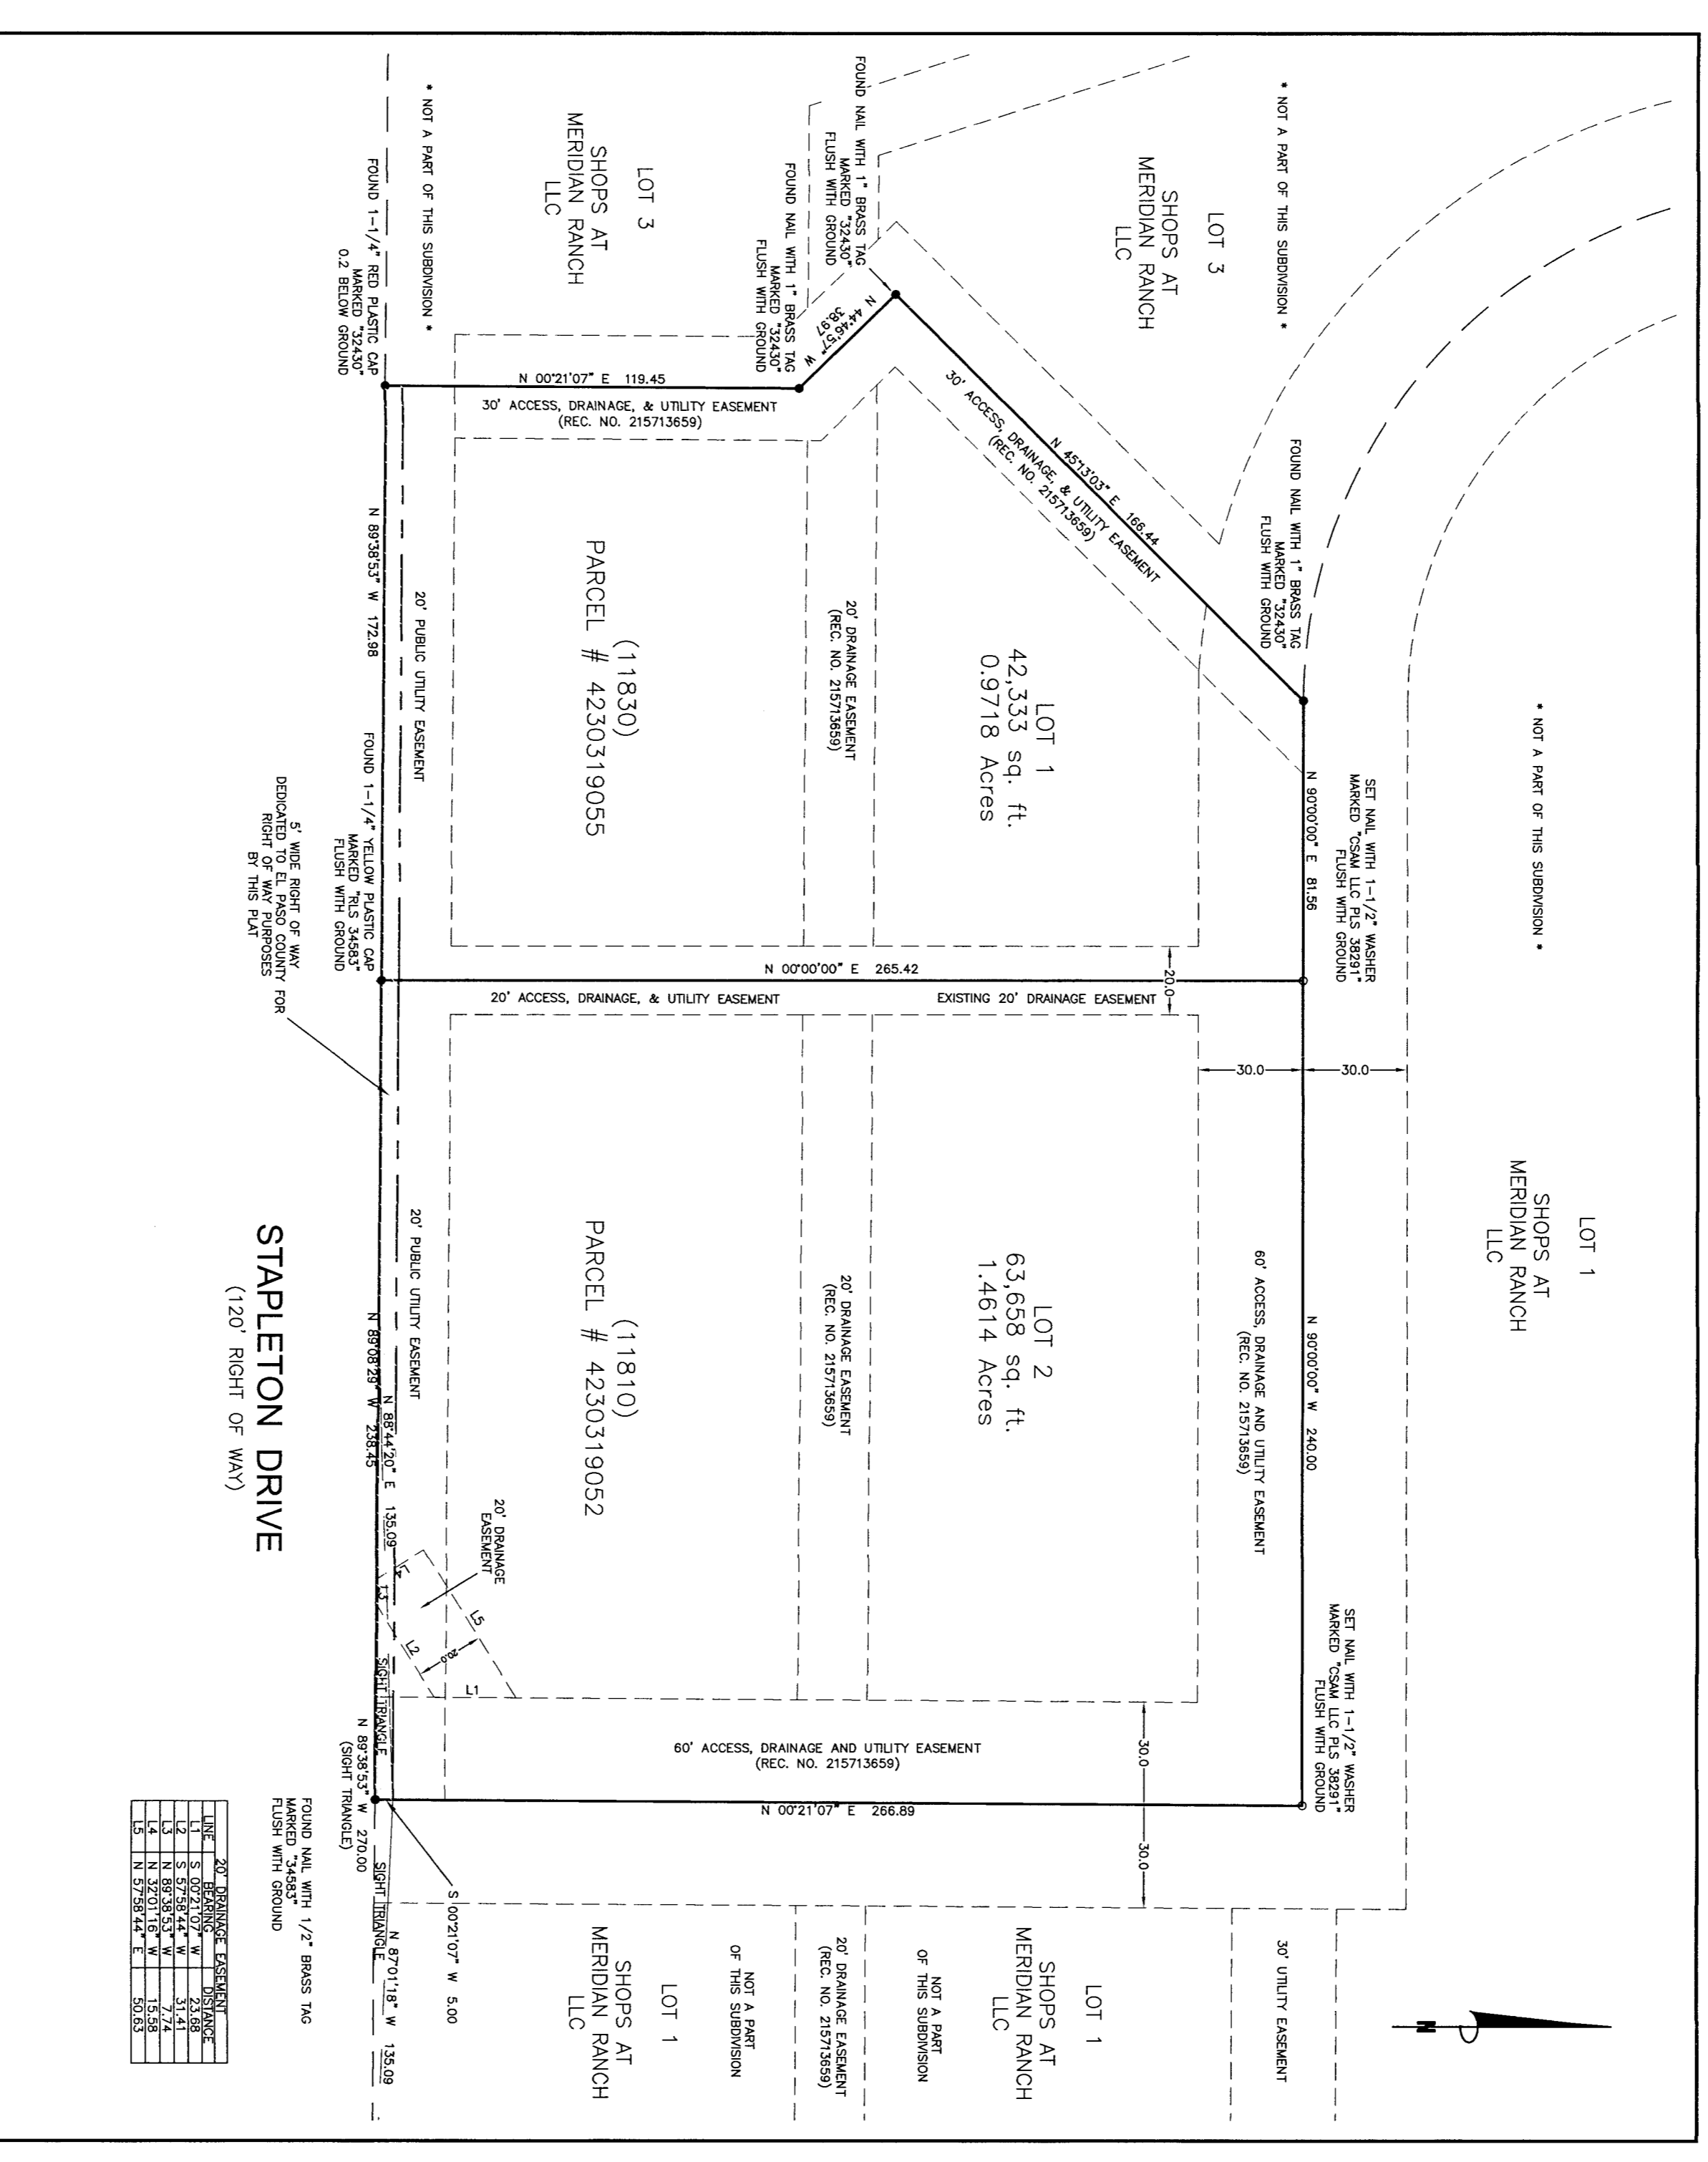 * NOT A PART OF THIS SUBDIVISION *
LOT 1
SHOPS AT
MERIDIAN RANCH
LLC
* NOT A PART OF THIS SUBDIVISION *
LOT 3
SHOPS AT
MERIDIAN RANCH
LLC
FOUND NAIL WITH 1" BRASS TAG
MARKED "32430"
FLUSH WITH GROUND
SET NAIL WITH 1-1/2" WASHER
MARKED "CSAM LLC PLS 38291"
FLUSH WITH GROUND
SET NAIL WITH 1-1/2" WASHER
MARKED "CSAM LLC PLS 38291"
FLUSH WITH GROUND
N 90°00'00" E 81.56
N 90°00'00" W 240.00
30.0
30.0
60' ACCESS, DRAINAGE AND UTILITY EASEMENT
(REC. NO. 215713659)
30' UTILITY EASEMENT
N 45°13'03" E 166.44
30' ACCESS, DRAINAGE, & UTILITY EASEMENT
(REC. NO. 215713659)
20.0
30.0
30.0
LOT 1
42,333 sq. ft.
0.9718 Acres
LOT 2
63,658 sq. ft.
1.4614 Acres
LOT 1
SHOPS AT
MERIDIAN RANCH
LLC
NOT A PART
OF THIS SUBDIVISION
FOUND NAIL WITH 1" BRASS TAG
MARKED "32430"
FLUSH WITH GROUND
N 44°46'57" W
38.97
FOUND NAIL WITH 1" BRASS TAG
MARKED "32430"
FLUSH WITH GROUND
20' DRAINAGE EASEMENT
(REC. NO. 215713659)
20' DRAINAGE EASEMENT
(REC. NO. 215713659)
20' DRAINAGE EASEMENT
(REC. NO. 215713659)
EXISTING 20' DRAINAGE EASEMENT
N 00°00'00" E 265.42
20' ACCESS, DRAINAGE, & UTILITY EASEMENT
60' ACCESS, DRAINAGE AND UTILITY EASEMENT
(REC. NO. 215713659)
N 00°21'07" E 266.89
NOT A PART
OF THIS SUBDIVISION
LOT 1
SHOPS AT
MERIDIAN RANCH
LLC
LOT 3
SHOPS AT
MERIDIAN RANCH
LLC
N 00°21'07" E 119.45
30' ACCESS, DRAINAGE, & UTILITY EASEMENT
(REC. NO. 215713659)
(11830)
PARCEL # 4230319055
(11810)
PARCEL # 4230319052
20' DRAINAGE
EASEMENT
L1
L5
20.0
L2
L4
L3
* NOT A PART OF THIS SUBDIVISION *
20' PUBLIC UTILITY EASEMENT
20' PUBLIC UTILITY EASEMENT
S 00°21'07" W 5.00
N 88°44'20" E 135.09
SIGHT TRIANGLE
SIGHT TRIANGLE
N 87°01'18" W 135.09
N 89°38'53" W 172.98
N 89°08'29" W 238.45
N 89°38'53" W 270.00
(SIGHT TRIANGLE)
FOUND 1-1/4" RED PLASTIC CAP
MARKED "32430"
0.2 BELOW GROUND
FOUND 1-1/4" YELLOW PLASTIC CAP
MARKED "RLS 34583"
FLUSH WITH GROUND
5' WIDE RIGHT OF WAY
DEDICATED TO EL PASO COUNTY FOR
RIGHT OF WAY PURPOSES
BY THIS PLAT
FOUND NAIL WITH 1/2" BRASS TAG
MARKED "34583"
FLUSH WITH GROUND
STAPLETON DRIVE
(120' RIGHT OF WAY)
20' DRAINAGE EASEMENT
LINE BEARING DISTANCE
L1 S 00°21'07" W 23.68
L2 S 57°58'44" W 31.41
L3 N 89°38'53" W 7.74
L4 N 32°01'16" W 15.58
L5 N 57°58'44" E 50.63
N